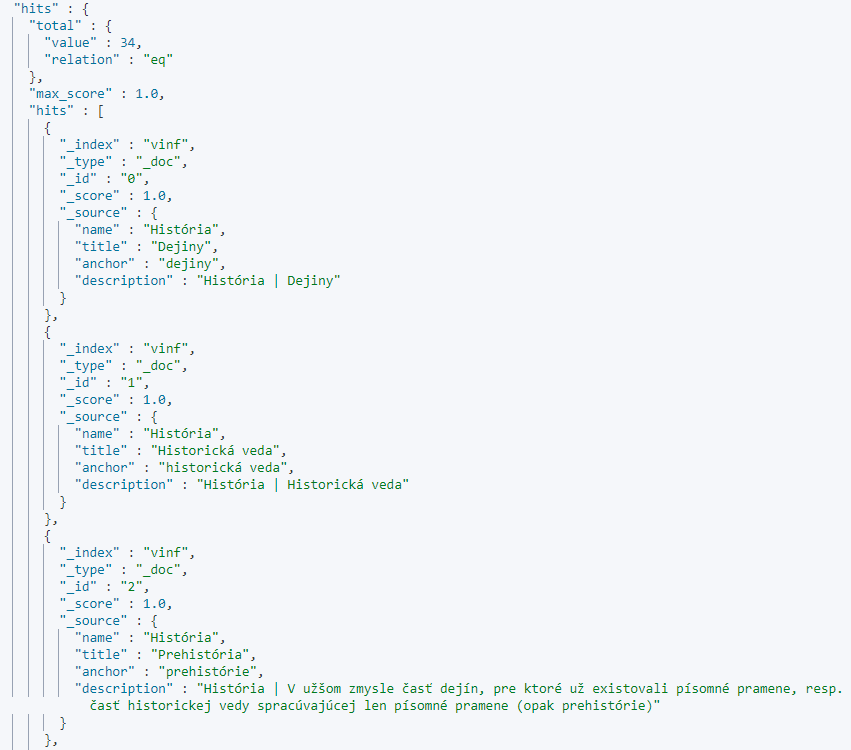 "hits" : {
"total" : {
"value" : 34,
"relation" : "eq"
},
"max_score" : 1.0,
"hits" : [
{
"_index" : "vinf",
"_type" : "_doc",
"_id" : "0",
"_score" : 1.0,
"_source" : {
"name" : "História",
"title" : "Dejiny",
"anchor" : "dejiny",
"description" : "História | Dejiny"
}
},
{
"_index" : "vinf",
"_type" : "_doc",
"_id" : "1",
"_score" : 1.0,
"_source" : {
"name" : "História",
"title" : "Historická veda",
"anchor" : "historická veda",
"description" : "História | Historická veda"
}
},
{
"_index" : "vinf",
"_type" : "_doc",
"_id" : "2",
"_score" : 1.0,
"_source" : {
"name" : "História",
"title" : "Prehistória",
"anchor" : "prehistórie",
"description" : "História | V užšom zmysle časť dejín, pre ktoré už existovali písomné pramene, resp.
časť historickej vedy spracúvajúcej len písomné pramene (opak prehistórie)"
}
},